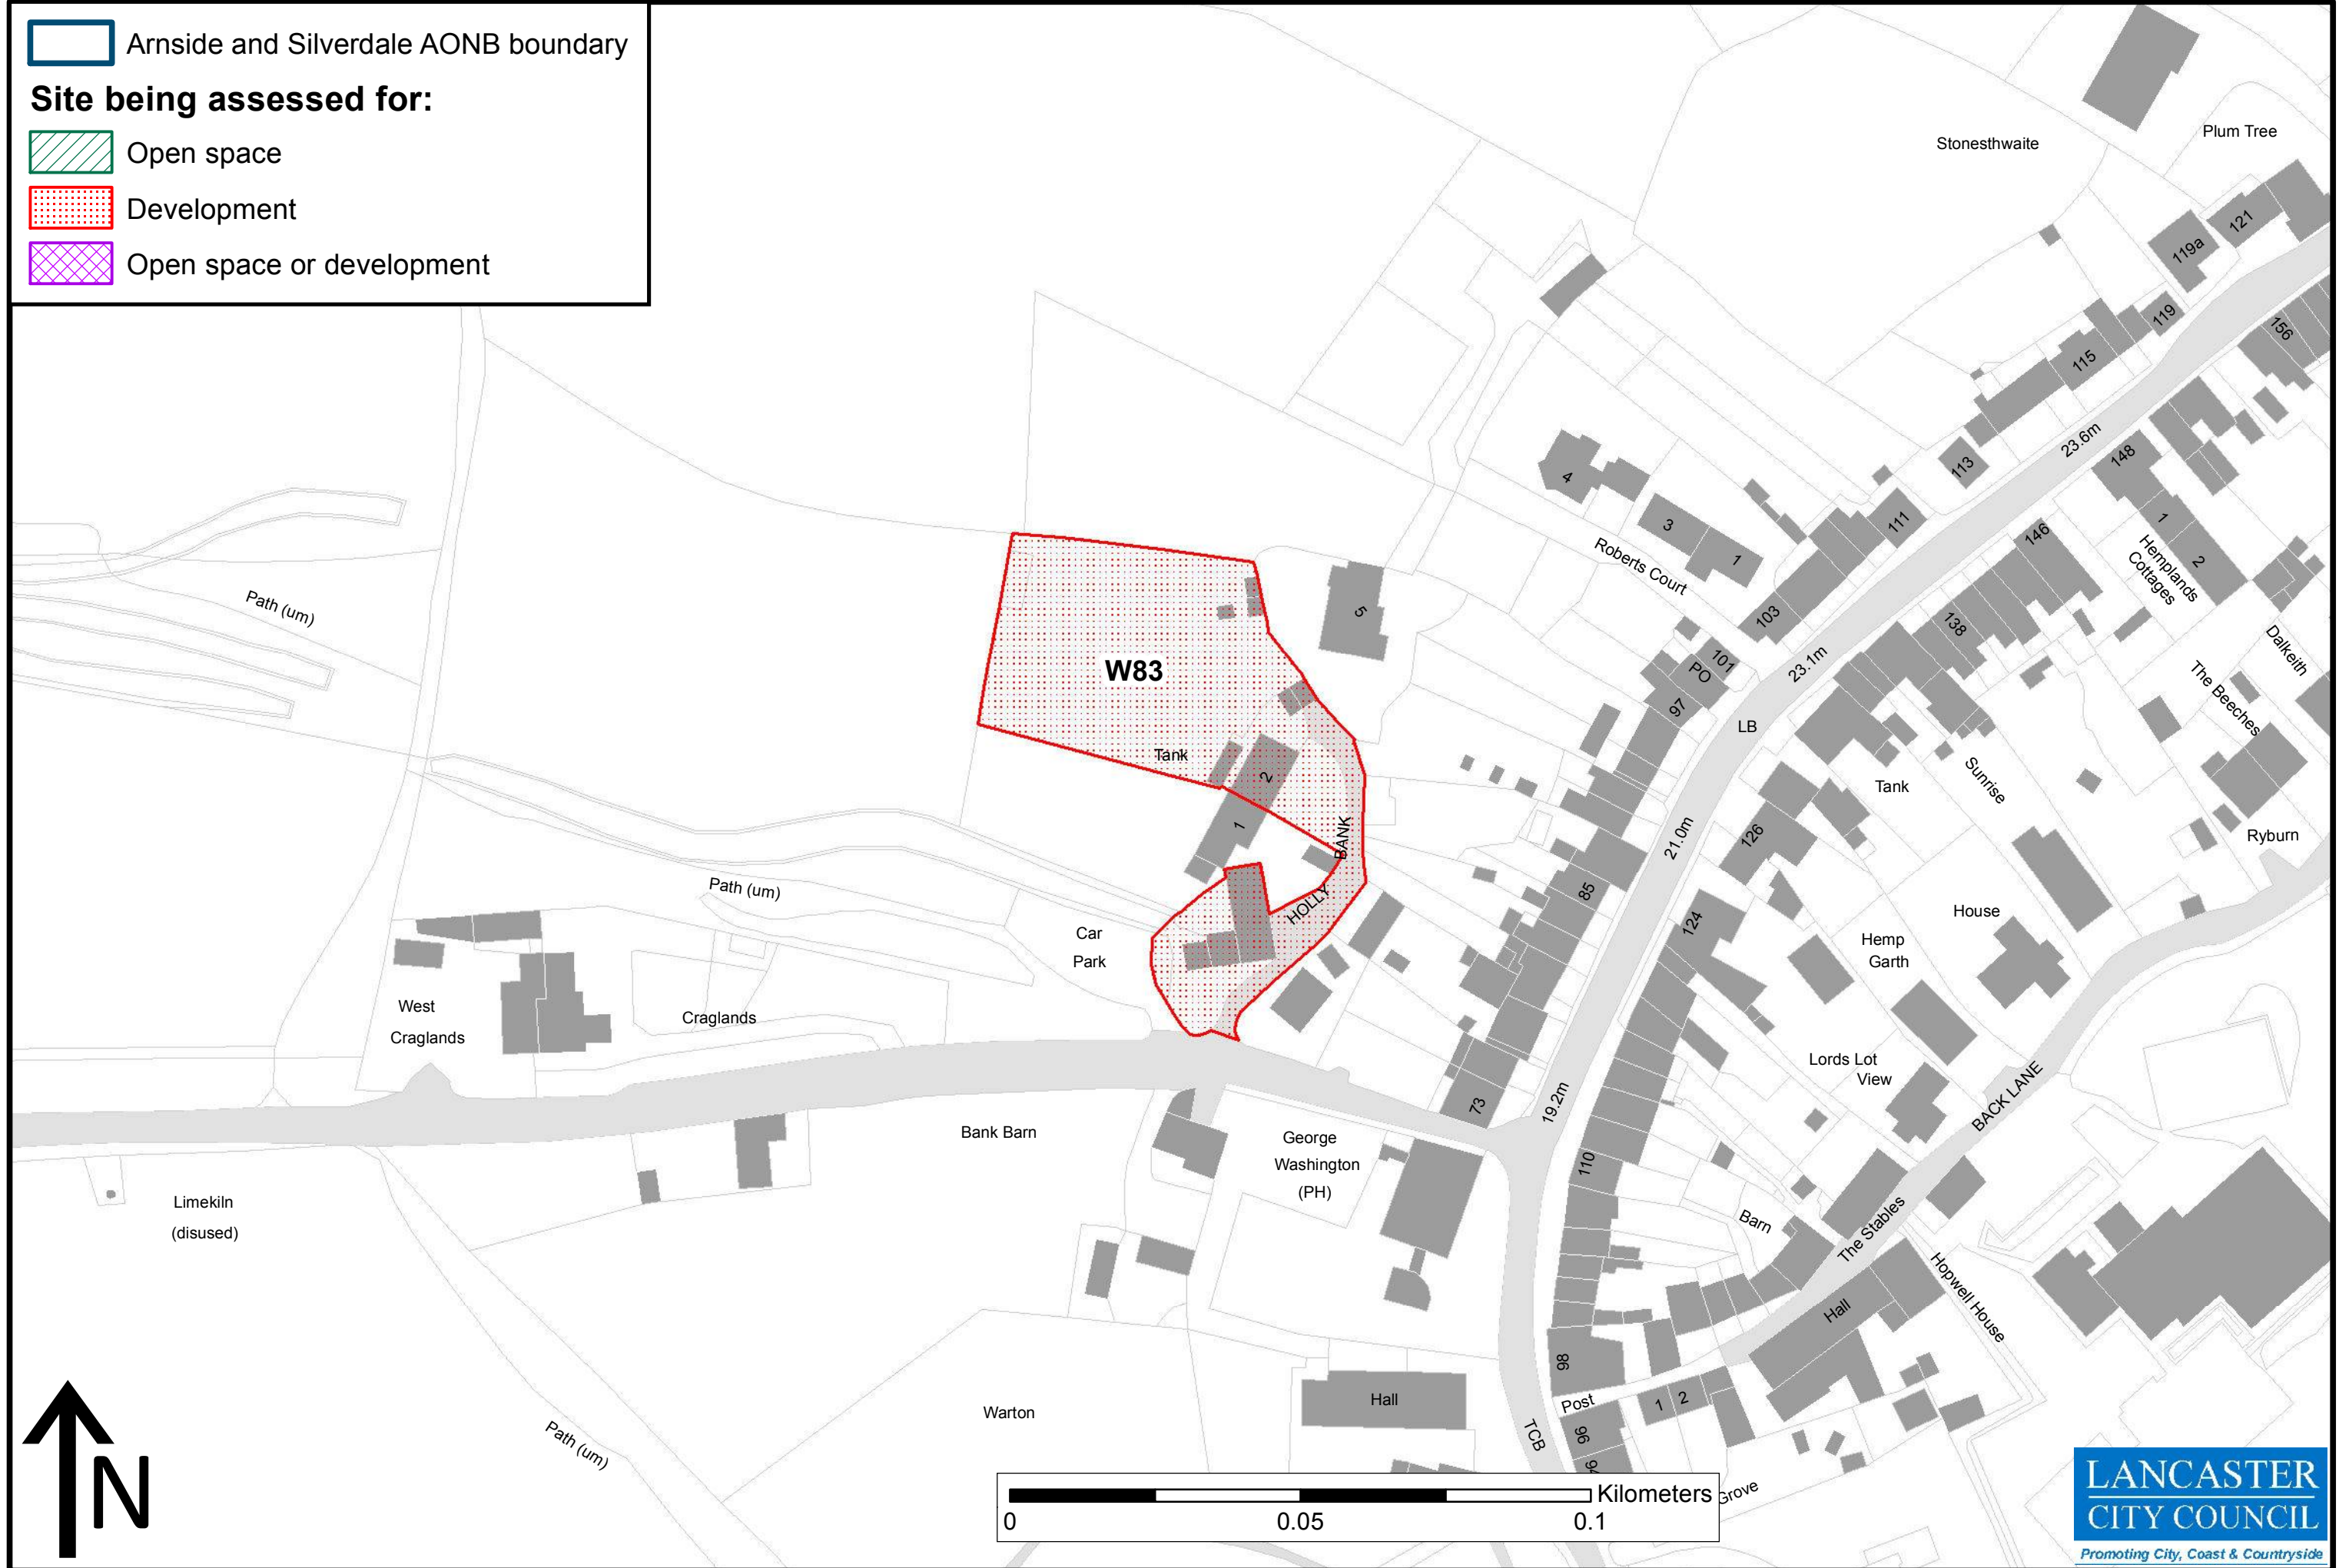 Arnside and Silverdale AONB boundary
Site being assessed for:
Open space
Development
Open space or development
Stonesthwaite
Plum Tree
121
119a
119
156
115
23.6m
113
148
4
3
1
111
Roberts Court
146
1
Hemplands
Cottages
2
Path (um)
5
103
138
Dalkeith
101
PO
97
23.1m
The Beeches
W83
LB
Tank
2
Tank
Sunrise
1
BANK
HOLLY
21.0m
126
Ryburn
Path (um)
85
124
House
Car
Park
Hemp
Garth
West
Craglands
Craglands
Lords Lot
View
73
19.2m
BACK LANE
Bank Barn
George
Washington
(PH)
110
Limekiln
(disused)
Barn
The Stables
Hopwell House
Hall
98
Hall
Post
1
2
96
Warton
TCB
Path (um)
Grove
N
Kilometers
0
0.05
0.1
LANCASTER
CITY COUNCIL
Promoting City, Coast & Countryside